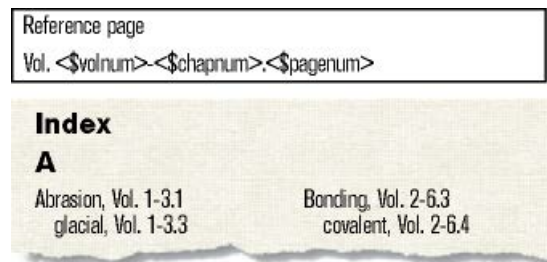 Reference page
Vol. <$volnum>-<$chapnum>.<$pagenum>
Index
A
Abrasion, Vol. 1-3.1
glacial, Vol. 1-3.3
Bonding, Vol. 2-6.3
covalent, Vol. 2-6.4